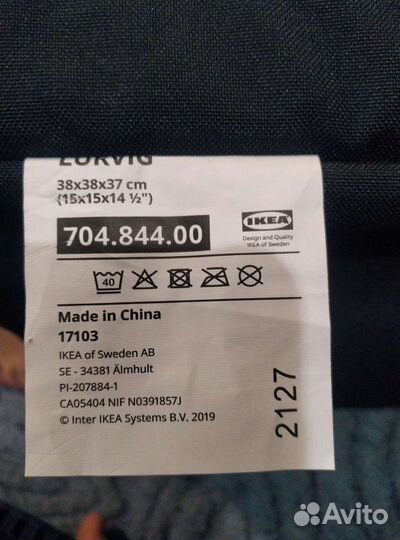 38x38x37 cm
(15x15x14 ½")
704.844.00
IKEA
Design and Quality
IKEA of Sweden
40
Made in China
17103
IKEA of Sweden AB
SE - 34381 Älmhult
PI-207884-1
CA05404 NIF N0391857J
© Inter IKEA Systems B.V. 2019
2127
Avito